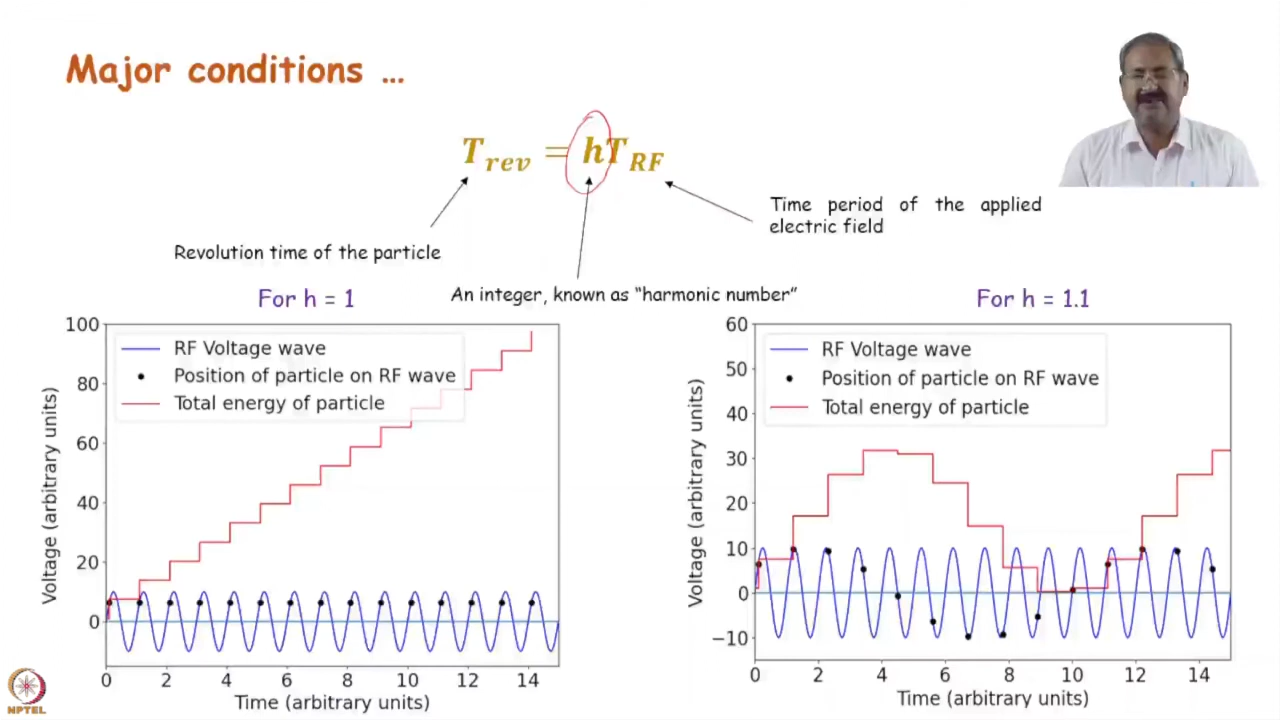 Major conditions ...
T_rev = hT_RF
Time period of the applied
electric field
Revolution time of the particle
An integer, known as “harmonic number”
For h = 1
For h = 1.1
RF Voltage wave
Position of particle on RF wave
Total energy of particle
Voltage (arbitrary units)
100
80
60
40
20
0
0 2 4 6 8 10 12 14
Time (arbitrary units)
RF Voltage wave
Position of particle on RF wave
Total energy of particle
Voltage (arbitrary units)
60
50
40
30
20
10
0
−10
0 2 4 6 8 10 12 14
Time (arbitrary units)
NPTEL